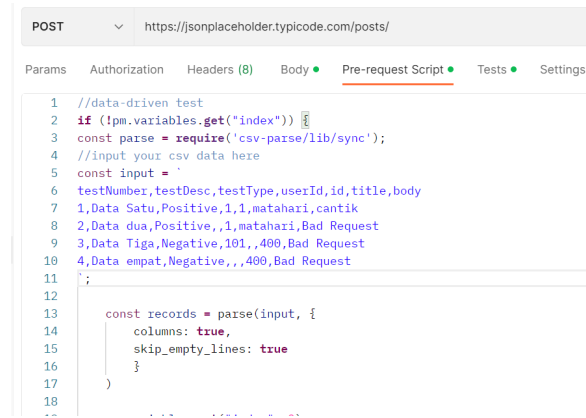 POST https://jsonplaceholder.typicode.com/posts/
Params Authorization Headers (8) Body Pre-request Script Tests Settings
1 //data-driven test
2 if (!pm.variables.get("index")) {
3 const parse = require('csv-parse/lib/sync');
4 //input your csv data here
5 const input = `
6 testNumber,testDesc,testType,userId,id,title,body
7 1,Data Satu,Positive,1,1,matahari,cantik
8 2,Data dua,Positive,,1,matahari,Bad Request
9 3,Data Tiga,Negative,101,,400,Bad Request
10 4,Data empat,Negative,,,400,Bad Request
11 `;
12
13 const records = parse(input, {
14 columns: true,
15 skip_empty_lines: true
16 }
17 )
18